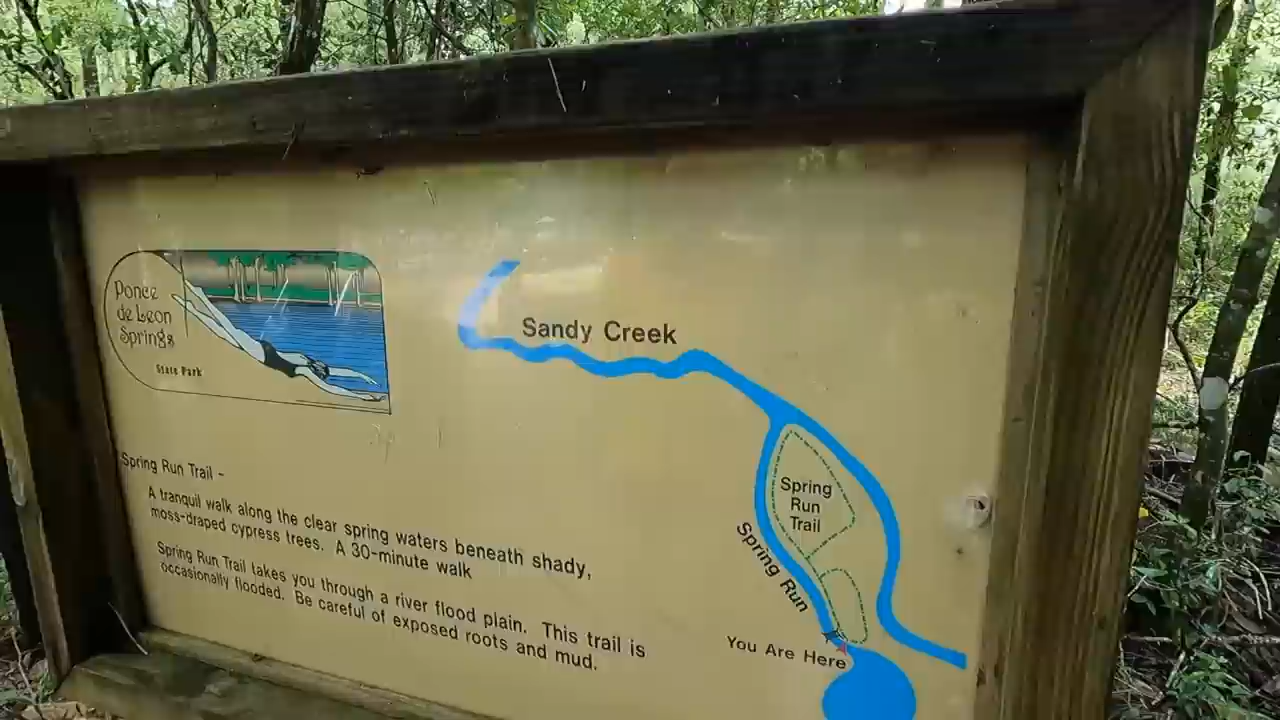 Ponce
de Leon
Springs
State Park
Sandy Creek
Spring Run Trail -
A tranquil walk along the clear spring waters beneath shady,
moss-draped cypress trees. A 30-minute walk
Spring Run Trail takes you through a river flood plain. This trail is
occasionally flooded. Be careful of exposed roots and mud.
Spring
Run
Trail
Spring Run
You Are Here